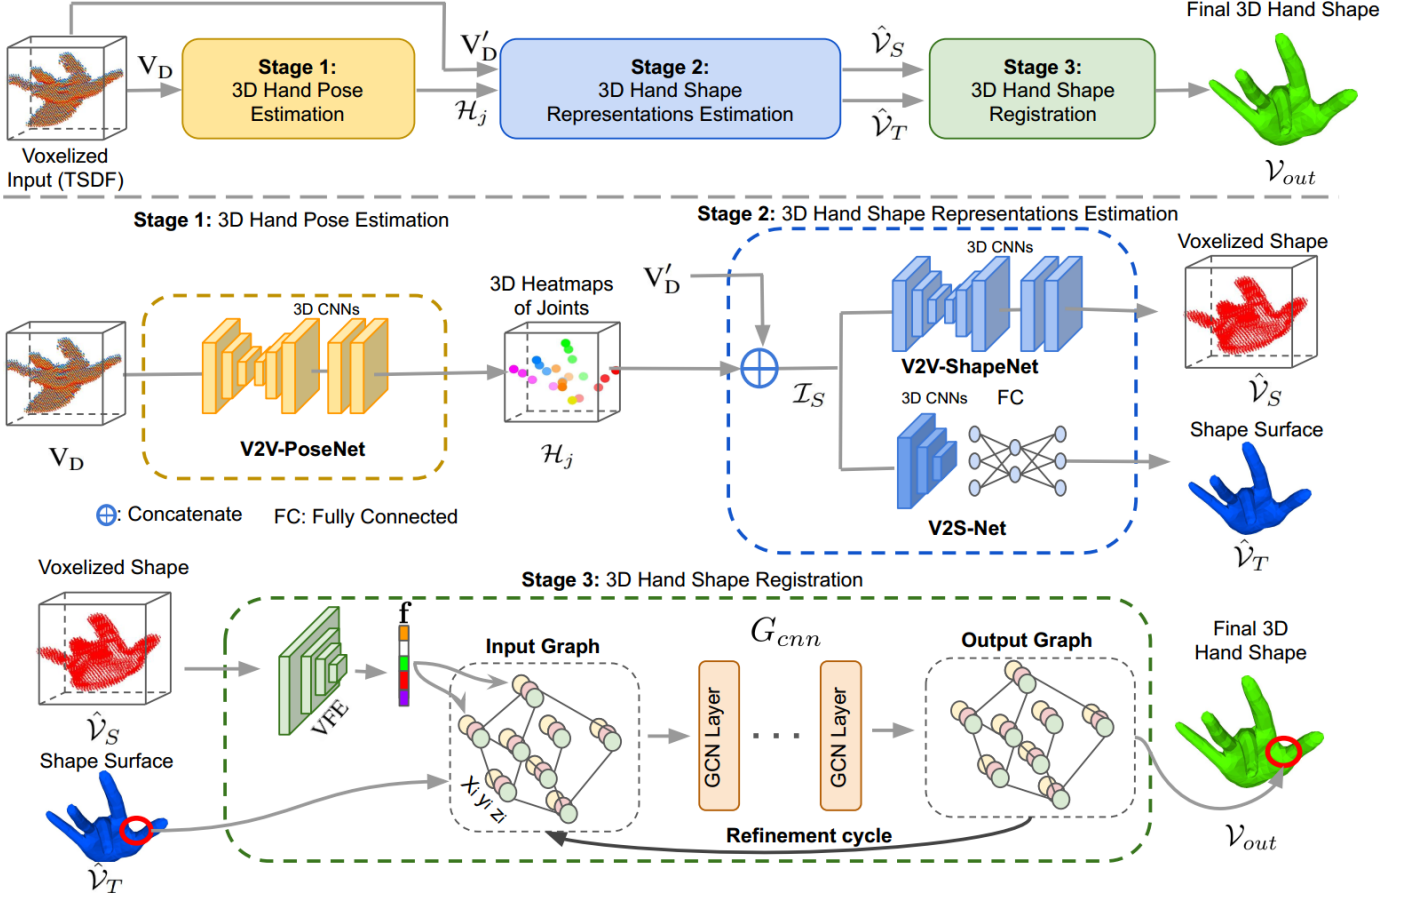 Final 3D Hand Shape
V_D
Stage 1:
3D Hand Pose
Estimation
V'_D
ℋ_j
Stage 2:
3D Hand Shape
Representations Estimation
𝒱̂_S
𝒱̂_T
Stage 3:
3D Hand Shape
Registration
𝒱_out
Voxelized
Input (TSDF)
Stage 1: 3D Hand Pose Estimation
Stage 2: 3D Hand Shape Representations Estimation
V_D
3D CNNs
V2V-PoseNet
3D Heatmaps
of Joints
ℋ_j
V'_D
ℐ_S
3D CNNs
V2V-ShapeNet
3D CNNs
FC
V2S-Net
Voxelized Shape
𝒱̂_S
Shape Surface
𝒱̂_T
⊕: Concatenate
FC: Fully Connected
Stage 3: 3D Hand Shape Registration
Voxelized Shape
𝒱̂_S
Shape Surface
𝒱̂_T
VFE
f
Input Graph
x_i y_i z_i
G_cnn
GCN Layer
. . .
GCN Layer
Output Graph
Refinement cycle
Final 3D
Hand Shape
𝒱_out